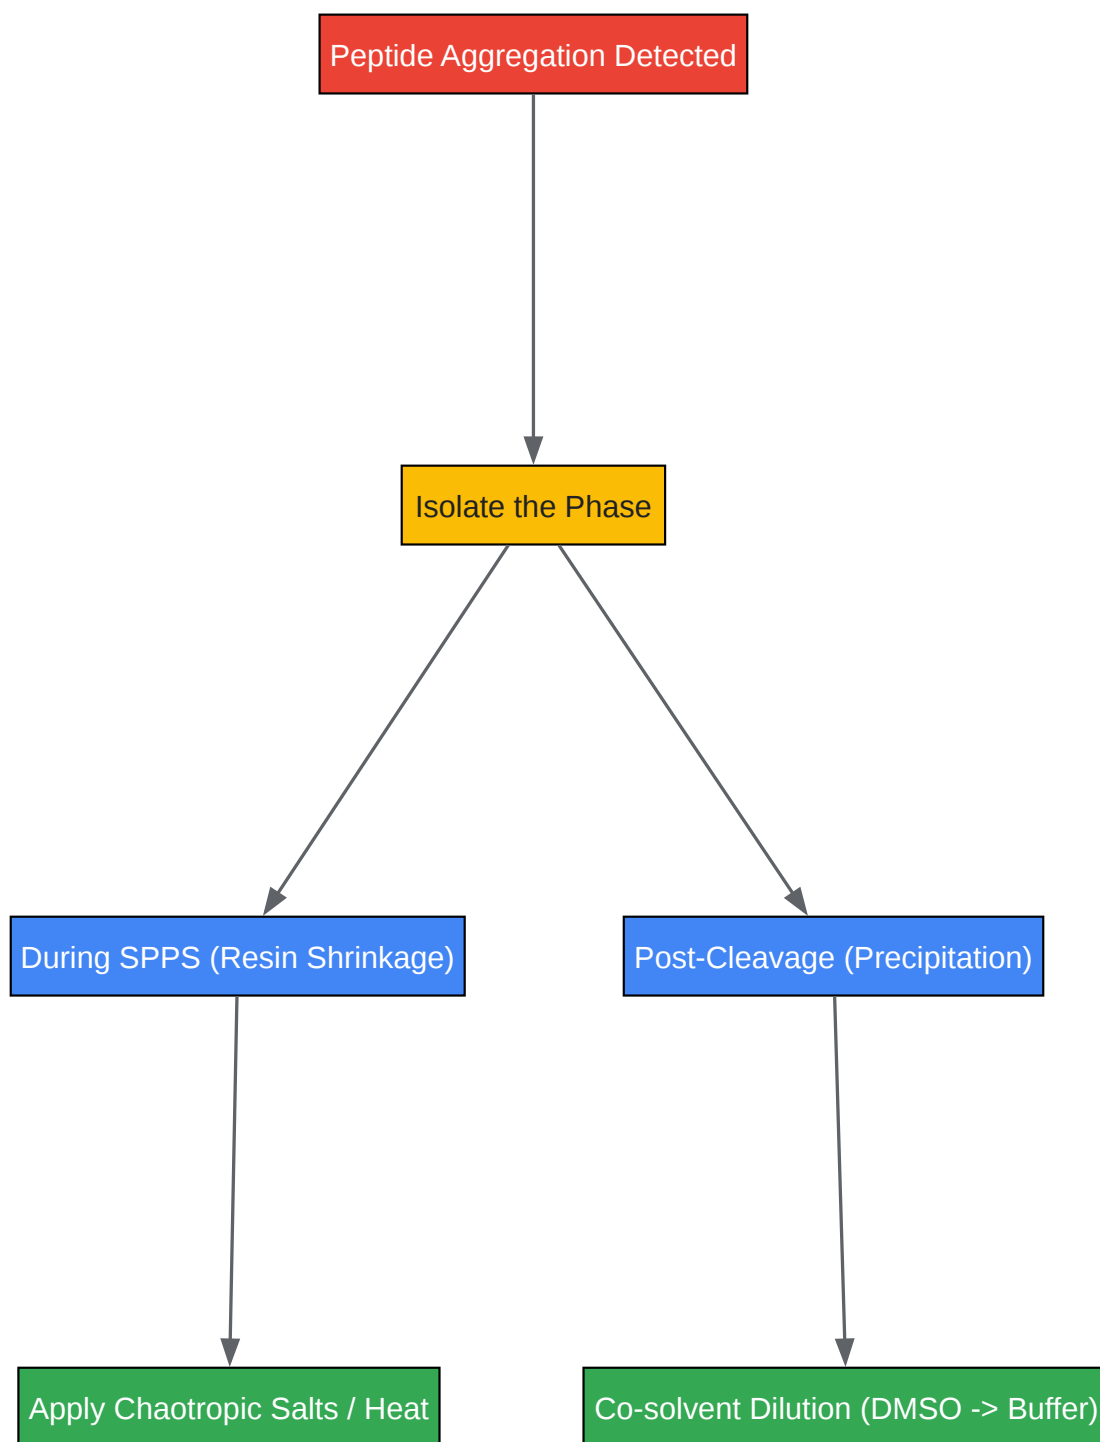 Peptide Aggregation Detected
Isolate the Phase
During SPPS (Resin Shrinkage)
Post-Cleavage (Precipitation)
Apply Chaotropic Salts / Heat
Co-solvent Dilution (DMSO -> Buffer)